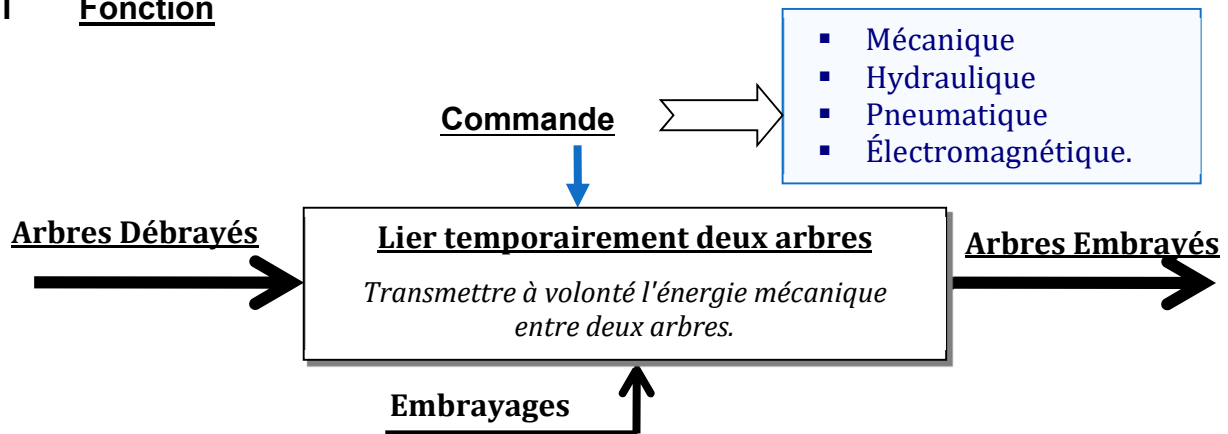 1 Fonction
▪ Mécanique
▪ Hydraulique
▪ Pneumatique
▪ Électromagnétique.
Commande
Arbres Débrayés
Lier temporairement deux arbres
Arbres Embrayés
Transmettre à volonté l'énergie mécanique
entre deux arbres.
Embrayages